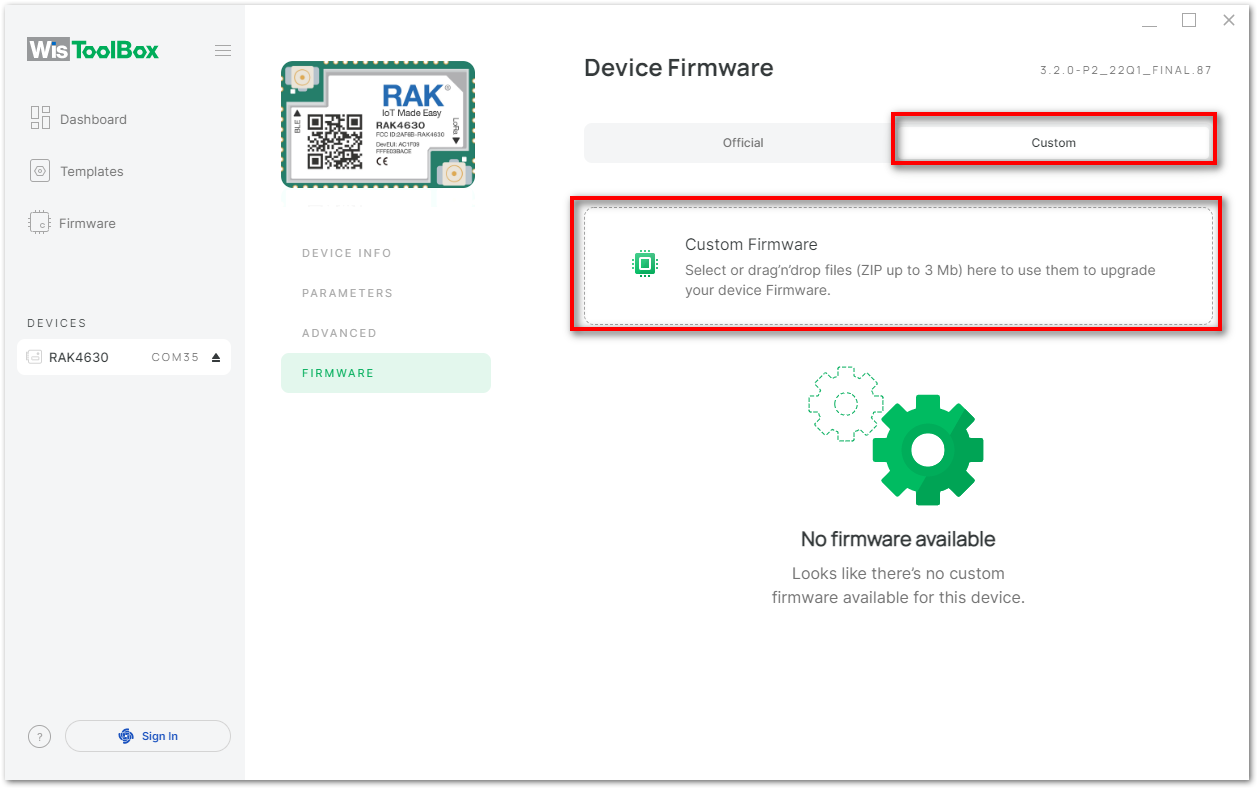 WisToolBox
Dashboard
Templates
Firmware
DEVICES
RAK4630 COM35
?
Sign In
RAK®
IoT Made Easy
RAK4630
FCC ID:2AF6B-RAK4630
DevEUI: AC1F09
FFFE03BACE
BLE
LoRa
DEVICE INFO
PARAMETERS
ADVANCED
FIRMWARE
Device Firmware
3.2.0-P2_22Q1_FINAL.87
Official
Custom
Custom Firmware
Select or drag’n’drop files (ZIP up to 3 Mb) here to use them to upgrade
your device Firmware.
No firmware available
Looks like there’s no custom
firmware available for this device.